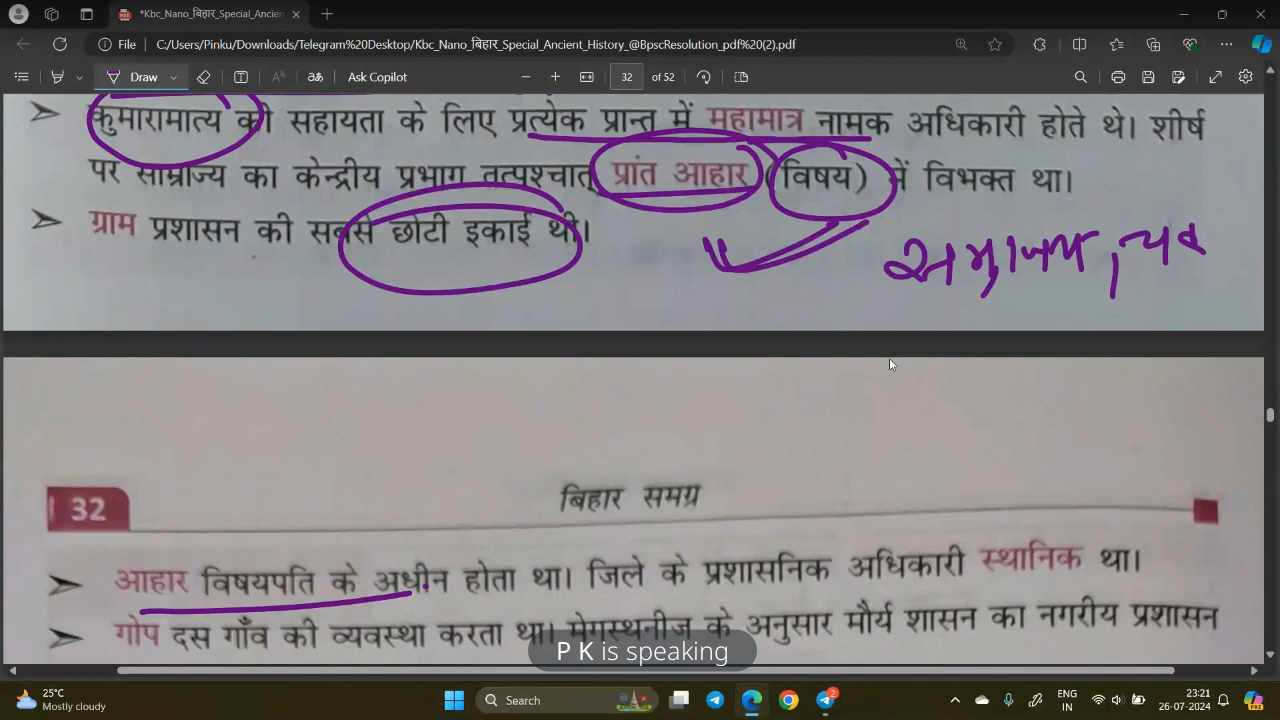 *Kbc_Nano_बिहार_Special_Ancien
File C:/Users/Pinku/Downloads/Telegram%20Desktop/Kbc_Nano_बिहार_Special_Ancient_History_@BpscResolution_pdf%20(2).pdf
Draw Ask Copilot 32 of 52
कुमारामात्य की सहायता के लिए प्रत्येक प्रान्त में महामात्र नामक अधिकारी होते थे। शीर्ष
पर साम्राज्य का केन्द्रीय प्रभाग तत्पश्चात् प्रांत आहार (विषय) में विभक्त था।
ग्राम प्रशासन की सबसे छोटी इकाई थी।
32 बिहार समग्र
आहार विषयपति के अधीन होता था। जिले के प्रशासनिक अधिकारी स्थानिक था।
गोप दस गाँव की व्यवस्था करता था। मेगस्थनीज के अनुसार मौर्य शासन का नगरीय प्रशासन
P K is speaking
25°C
Mostly cloudy
Search
2
ENG
IN
23:21
26-07-2024